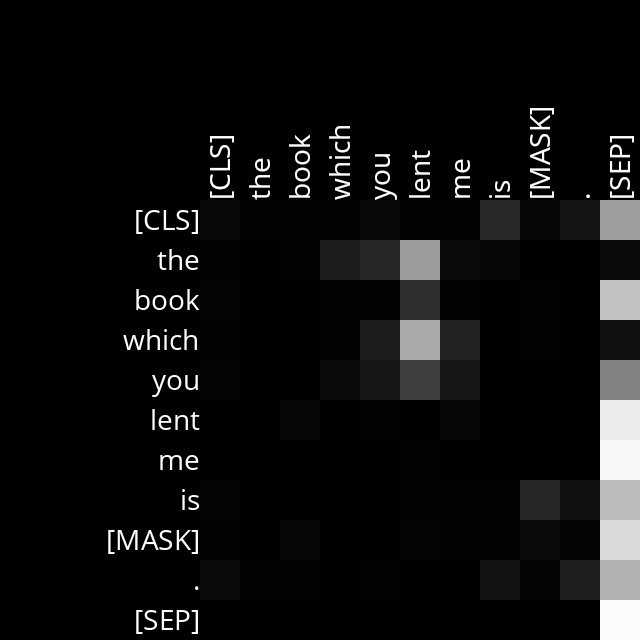 [CLS] the book which you lent me is [MASK] . [SEP]
[CLS]
the
book
which
you
lent
me
is
[MASK]
.
[SEP]